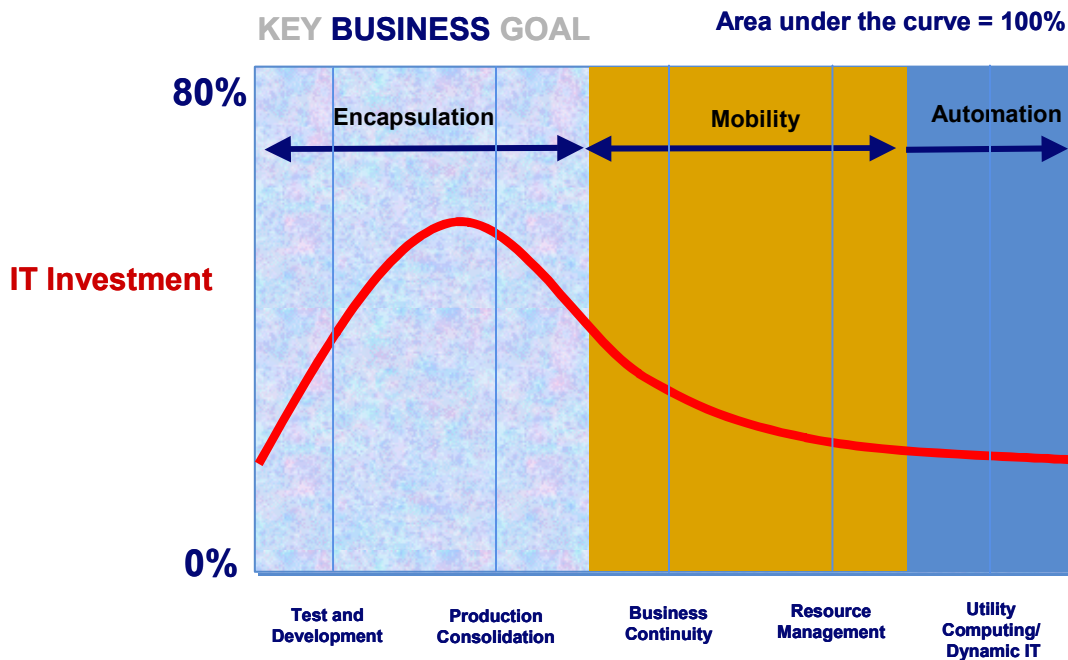 KEY BUSINESS GOAL
Area under the curve = 100%
80%
Encapsulation
Mobility
Automation
IT Investment
0%
Test and
Development
Production
Consolidation
Business
Continuity
Resource
Management
Utility
Computing/
Dynamic IT